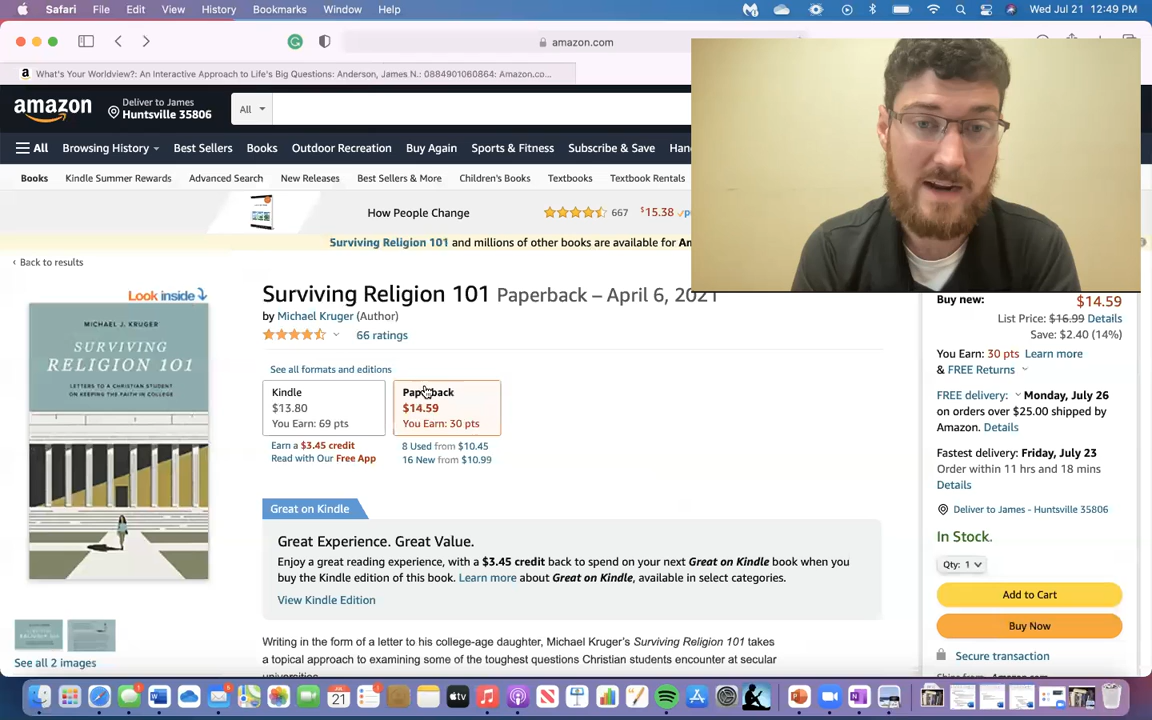 Safari File Edit View History Bookmarks Window Help
Wed Jul 21 12:49 PM
amazon.com
a What's Your Worldview?: An Interactive Approach to Life's Big Questions: Anderson, James N.: 0884901060864: Amazon.co...
amazon
Deliver to James
Huntsville 35806
All
All Browsing History Best Sellers Books Outdoor Recreation Buy Again Sports & Fitness Subscribe & Save
Books Kindle Summer Rewards Advanced Search New Releases Best Sellers & More Children's Books Textbooks Textbook Rentals
How People Change 667 $15.38
Surviving Religion 101 and millions of other books are available for
‹ Back to results
Look inside
Surviving Religion 101 Paperback – April 6, 2021
by Michael Kruger (Author)
66 ratings
MICHAEL J. KRUGER
SURVIVING
RELIGION 101
LETTERS TO A CHRISTIAN STUDENT
ON KEEPING THE FAITH IN COLLEGE
See all formats and editions
Kindle
$13.80
You Earn: 69 pts
Earn a $3.45 credit
Read with Our Free App
Paperback
$14.59
You Earn: 30 pts
8 Used from $10.45
16 New from $10.99
Great on Kindle
Great Experience. Great Value.
Enjoy a great reading experience, with a $3.45 credit back to spend on your next Great on Kindle book when you
buy the Kindle edition of this book. Learn more about Great on Kindle, available in select categories.
View Kindle Edition
Writing in the form of a letter to his college-age daughter, Michael Kruger's Surviving Religion 101 takes
a topical approach to examining some of the toughest questions Christian students encounter at secular
universities.
See all 2 images
Buy new: $14.59
List Price: $16.99 Details
Save: $2.40 (14%)
You Earn: 30 pts Learn more
& FREE Returns
FREE delivery: Monday, July 26
on orders over $25.00 shipped by
Amazon. Details
Fastest delivery: Friday, July 23
Order within 11 hrs and 18 mins
Details
Deliver to James - Huntsville 35806
In Stock.
Qty: 1
Add to Cart
Buy Now
Secure transaction
JUL
21